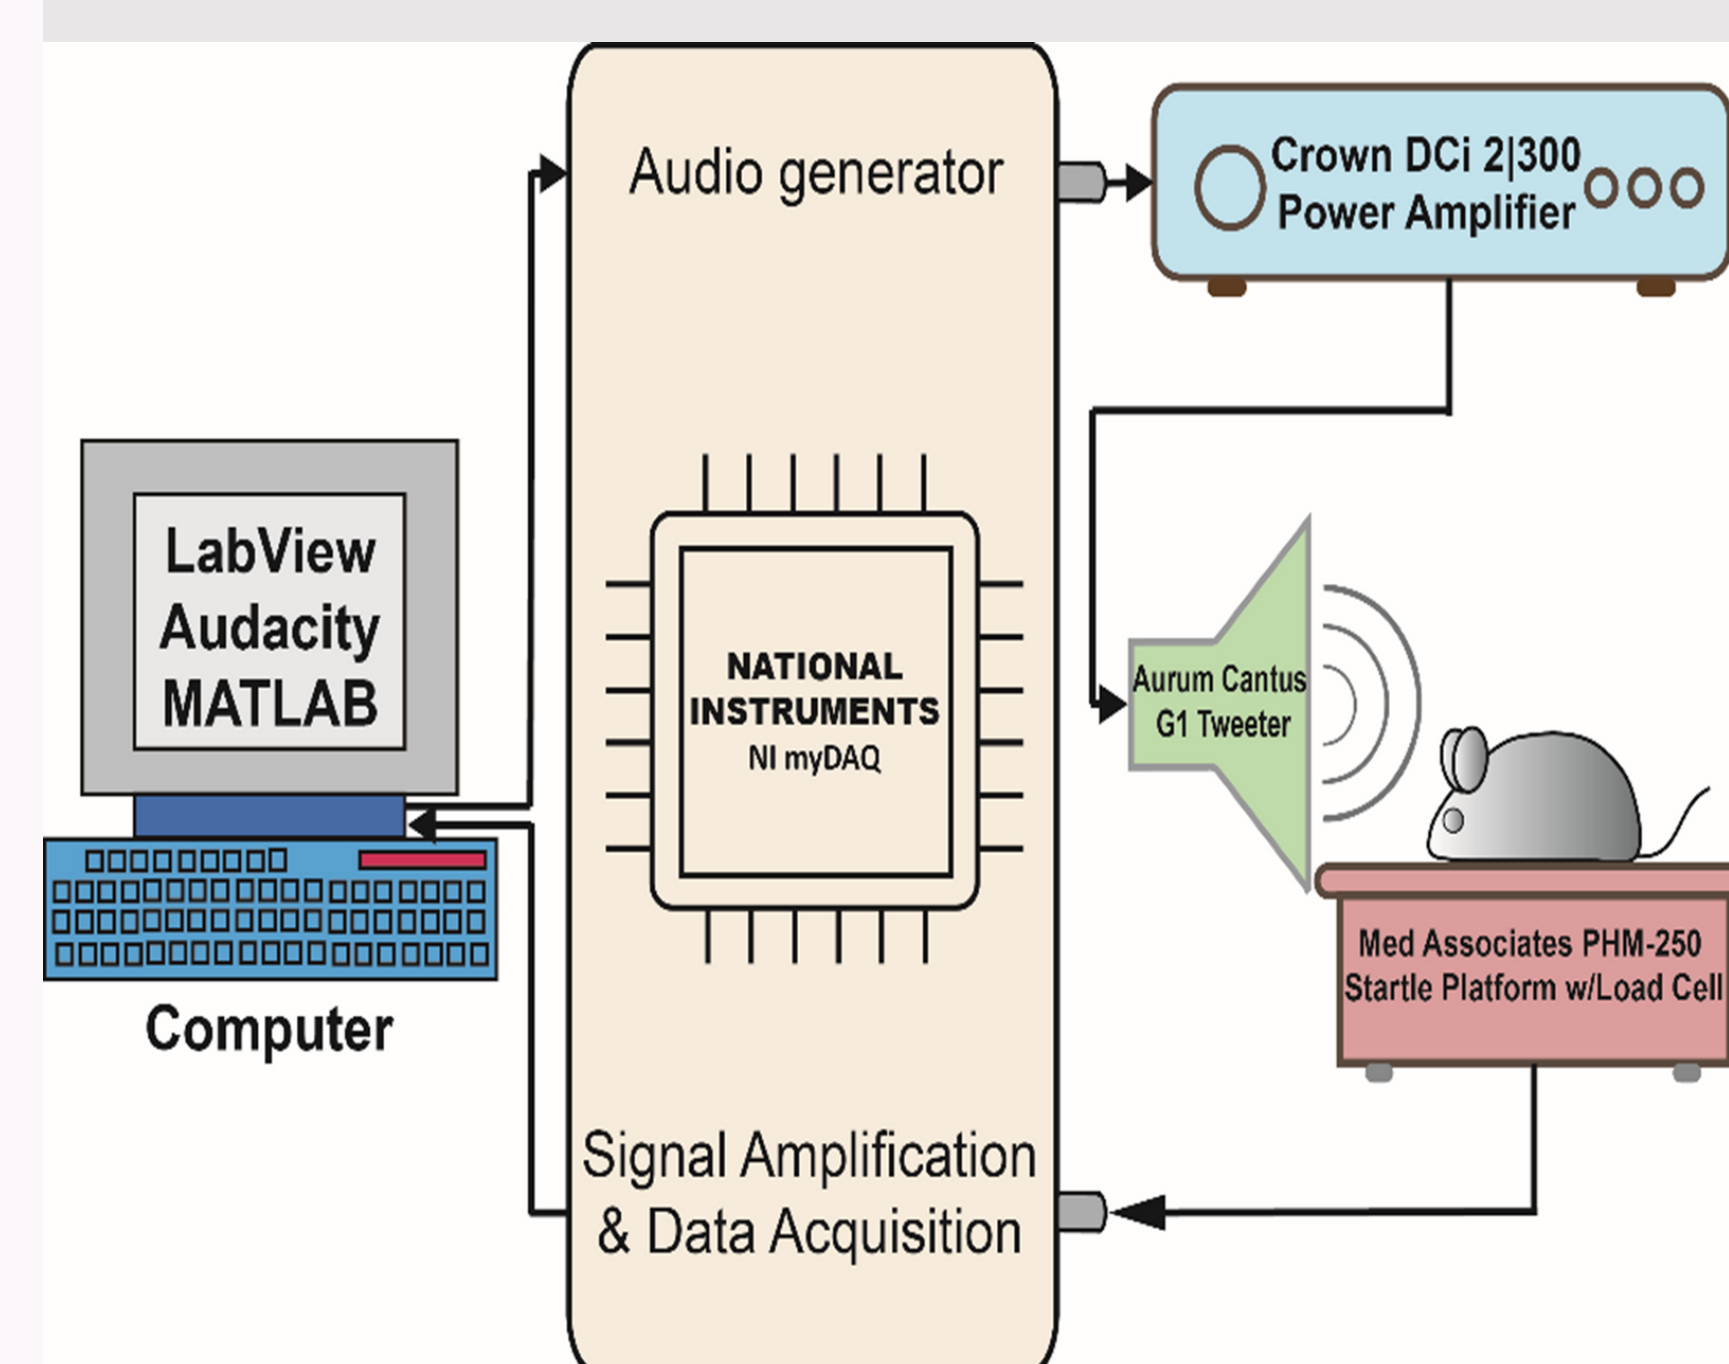 Audio generator
Crown DCi 2|300
Power Amplifier
LabView
Audacity
MATLAB
NATIONAL
INSTRUMENTS
NI myDAQ
Aurum Cantus
G1 Tweeter
Med Associates PHM-250
Startle Platform w/Load Cell
Computer
Signal Amplification
& Data Acquisition